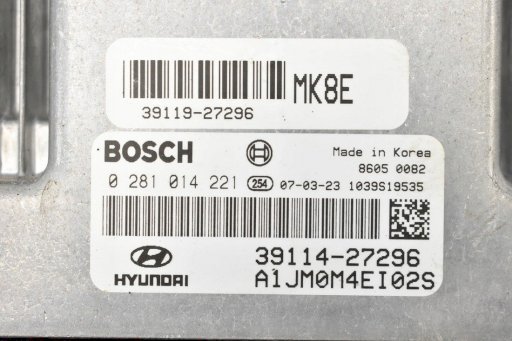 MK8E
39119-27296
BOSCH
Made in Korea
8605 0082
0 281 014 221 254 07-03-23 1039S19535
39114-27296
HYUNDAI
A1JM0M4EI02S